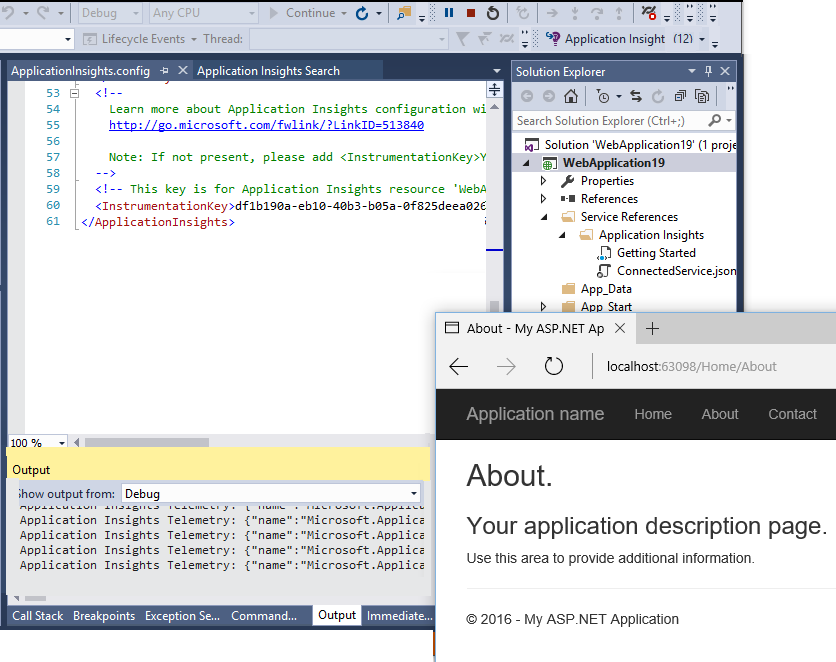 Debug Any CPU Continue
Lifecycle Events Thread: Application Insight (12)
ApplicationInsights.config Application Insights Search
53 <!--
54 Learn more about Application Insights configuration wi
55 http://go.microsoft.com/fwlink/?LinkID=513840
56
57 Note: If not present, please add <InstrumentationKey>Y
58 -->
59 <!-- This key is for Application Insights resource 'WebA
60 <InstrumentationKey>df1b190a-eb10-40b3-b05a-0f825deea026
61 </ApplicationInsights>
100 %
Solution Explorer
Search Solution Explorer (Ctrl+;)
Solution 'WebApplication19' (1 proje
WebApplication19
Properties
References
Service References
Application Insights
Getting Started
ConnectedService.json
App_Data
App_Start
Output
Show output from: Debug
Application Insights Telemetry: {"name":"Microsoft.Applica
Application Insights Telemetry: {"name":"Microsoft.Applica
Application Insights Telemetry: {"name":"Microsoft.Applica
Application Insights Telemetry: {"name":"Microsoft.Applica
Application Insights Telemetry: {"name":"Microsoft.Applica
Call Stack Breakpoints Exception Se... Command... Output Immediate...
About - My ASP.NET Ap
localhost:63098/Home/About
Application name Home About Contact
About.
Your application description page.
Use this area to provide additional information.
© 2016 - My ASP.NET Application